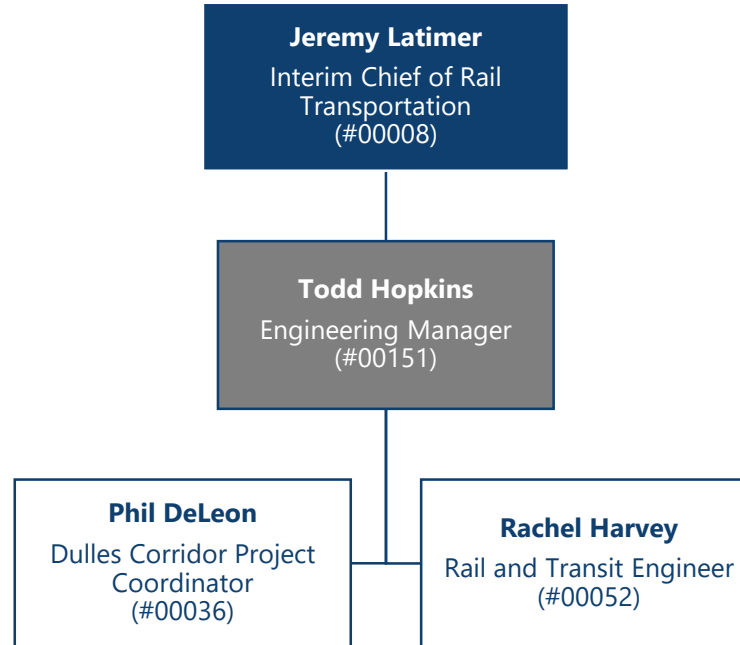 Jeremy Latimer
Interim Chief of Rail
Transportation
(#00008)
Todd Hopkins
Engineering Manager
(#00151)
Phil DeLeon
Dulles Corridor Project
Coordinator
(#00036)
Rachel Harvey
Rail and Transit Engineer
(#00052)